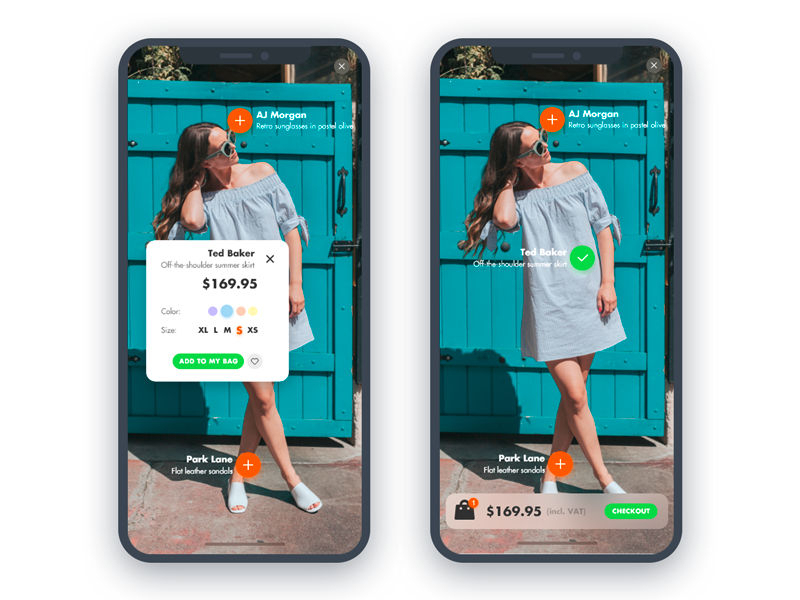 AJ Morgan
Retro sunglasses in pastel olive
Ted Baker
Off-the-shoulder summer skirt
$169.95
Color:
Size: XL L M S XS
ADD TO MY BAG
Park Lane
Flat leather sandals
AJ Morgan
Retro sunglasses in pastel olive
Ted Baker
Off-the-shoulder summer skirt
Park Lane
Flat leather sandals
1
$169.95 (incl. VAT) CHECKOUT